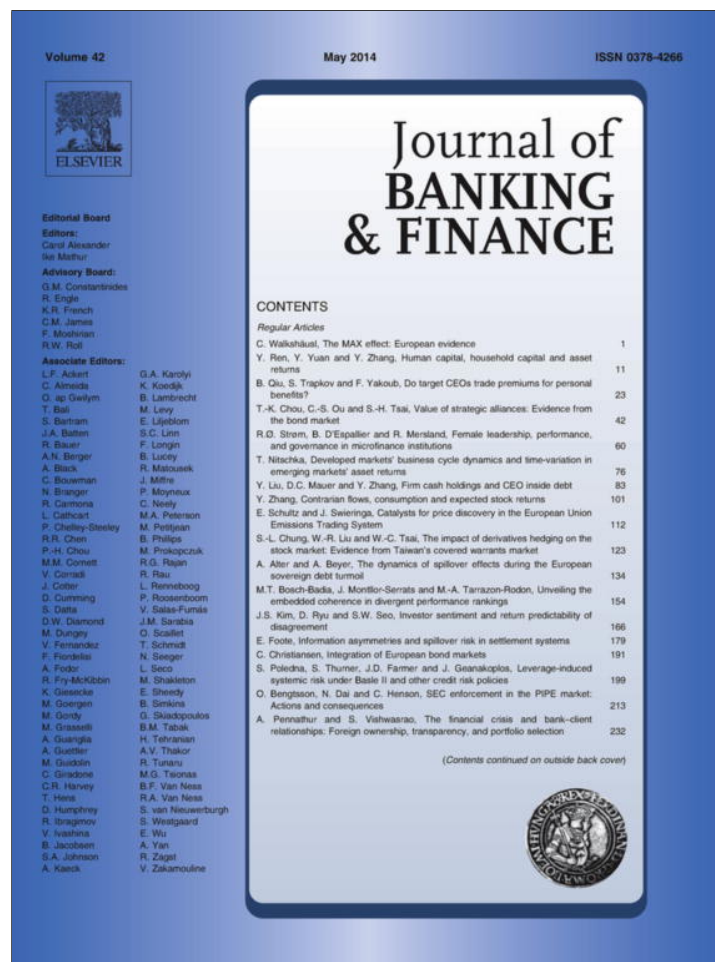 Volume 42
May 2014
ISSN 0378-4266
ELSEVIER
Journal of
BANKING
& FINANCE
Editorial Board
Editors:
Carol Alexander
Ike Mathur
Advisory Board:
G.M. Constantinides
R. Engle
K.R. French
C.M. James
F. Moshirian
R.W. Roll
Associate Editors:
L.F. Ackert
C. Almeida
O. ap Gwilym
T. Bali
S. Bartram
J.A. Batten
R. Bauer
A.N. Berger
A. Black
C. Bouwman
N. Branger
R. Carmona
L. Cathcart
P. Chelley-Steeley
R.R. Chen
P.-H. Chou
M.M. Cornett
V. Corradi
J. Cotter
D. Cumming
S. Datta
D.W. Diamond
M. Dungey
V. Fernandez
F. Fiordelisi
A. Fodor
R. Fry-McKibbin
K. Giesecke
M. Goergen
M. Gordy
M. Grasselli
A. Guariglia
A. Guettler
M. Guidolin
C. Giradone
C.R. Harvey
T. Hens
D. Humphrey
R. Ibragimov
V. Ivashina
B. Jacobsen
S.A. Johnson
A. Kaeck
G.A. Karolyi
K. Koedijk
B. Lambrecht
M. Levy
E. Liljeblom
S.C. Linn
F. Longin
B. Lucey
R. Matousek
J. Miffre
P. Moyneux
C. Neely
M.A. Peterson
M. Petitjean
B. Phillips
M. Prokopczuk
R.G. Rajan
R. Rau
L. Renneboog
P. Roosenboom
V. Salas-Fumás
J.M. Sarabia
O. Scaillet
T. Schmidt
N. Seeger
L. Seco
M. Shakleton
E. Sheedy
B. Simkins
G. Skiadopoulos
B.M. Tabak
H. Tehranian
A.V. Thakor
R. Tunaru
M.G. Tsionas
B.F. Van Ness
R.A. Van Ness
S. van Nieuwerburgh
S. Westgaard
E. Wu
A. Yan
R. Zagst
V. Zakamouline
CONTENTS
Regular Articles
C. Walkshäusl, The MAX effect: European evidence 1
Y. Ren, Y. Yuan and Y. Zhang, Human capital, household capital and asset
returns 11
B. Qiu, S. Trapkov and F. Yakoub, Do target CEOs trade premiums for personal
benefits? 23
T.-K. Chou, C.-S. Ou and S.-H. Tsai, Value of strategic alliances: Evidence from
the bond market 42
R.Ø. Strøm, B. D'Espallier and R. Mersland, Female leadership, performance,
and governance in microfinance institutions 60
T. Nitschka, Developed markets' business cycle dynamics and time-variation in
emerging markets' asset returns 76
Y. Liu, D.C. Mauer and Y. Zhang, Firm cash holdings and CEO inside debt 83
Y. Zhang, Contrarian flows, consumption and expected stock returns 101
E. Schultz and J. Swieringa, Catalysts for price discovery in the European Union
Emissions Trading System 112
S.-L. Chung, W.-R. Liu and W.-C. Tsai, The impact of derivatives hedging on the
stock market: Evidence from Taiwan's covered warrants market 123
A. Alter and A. Beyer, The dynamics of spillover effects during the European
sovereign debt turmoil 134
M.T. Bosch-Badia, J. Montllor-Serrats and M.-A. Tarrazon-Rodon, Unveiling the
embedded coherence in divergent performance rankings 154
J.S. Kim, D. Ryu and S.W. Seo, Investor sentiment and return predictability of
disagreement 166
E. Foote, Information asymmetries and spillover risk in settlement systems 179
C. Christiansen, Integration of European bond markets 191
S. Poledna, S. Thurner, J.D. Farmer and J. Geanakoplos, Leverage-induced
systemic risk under Basle II and other credit risk policies 199
O. Bengtsson, N. Dai and C. Henson, SEC enforcement in the PIPE market:
Actions and consequences 213
A. Pennathur and S. Vishwasrao, The financial crisis and bank–client
relationships: Foreign ownership, transparency, and portfolio selection 232
(Contents continued on outside back cover)